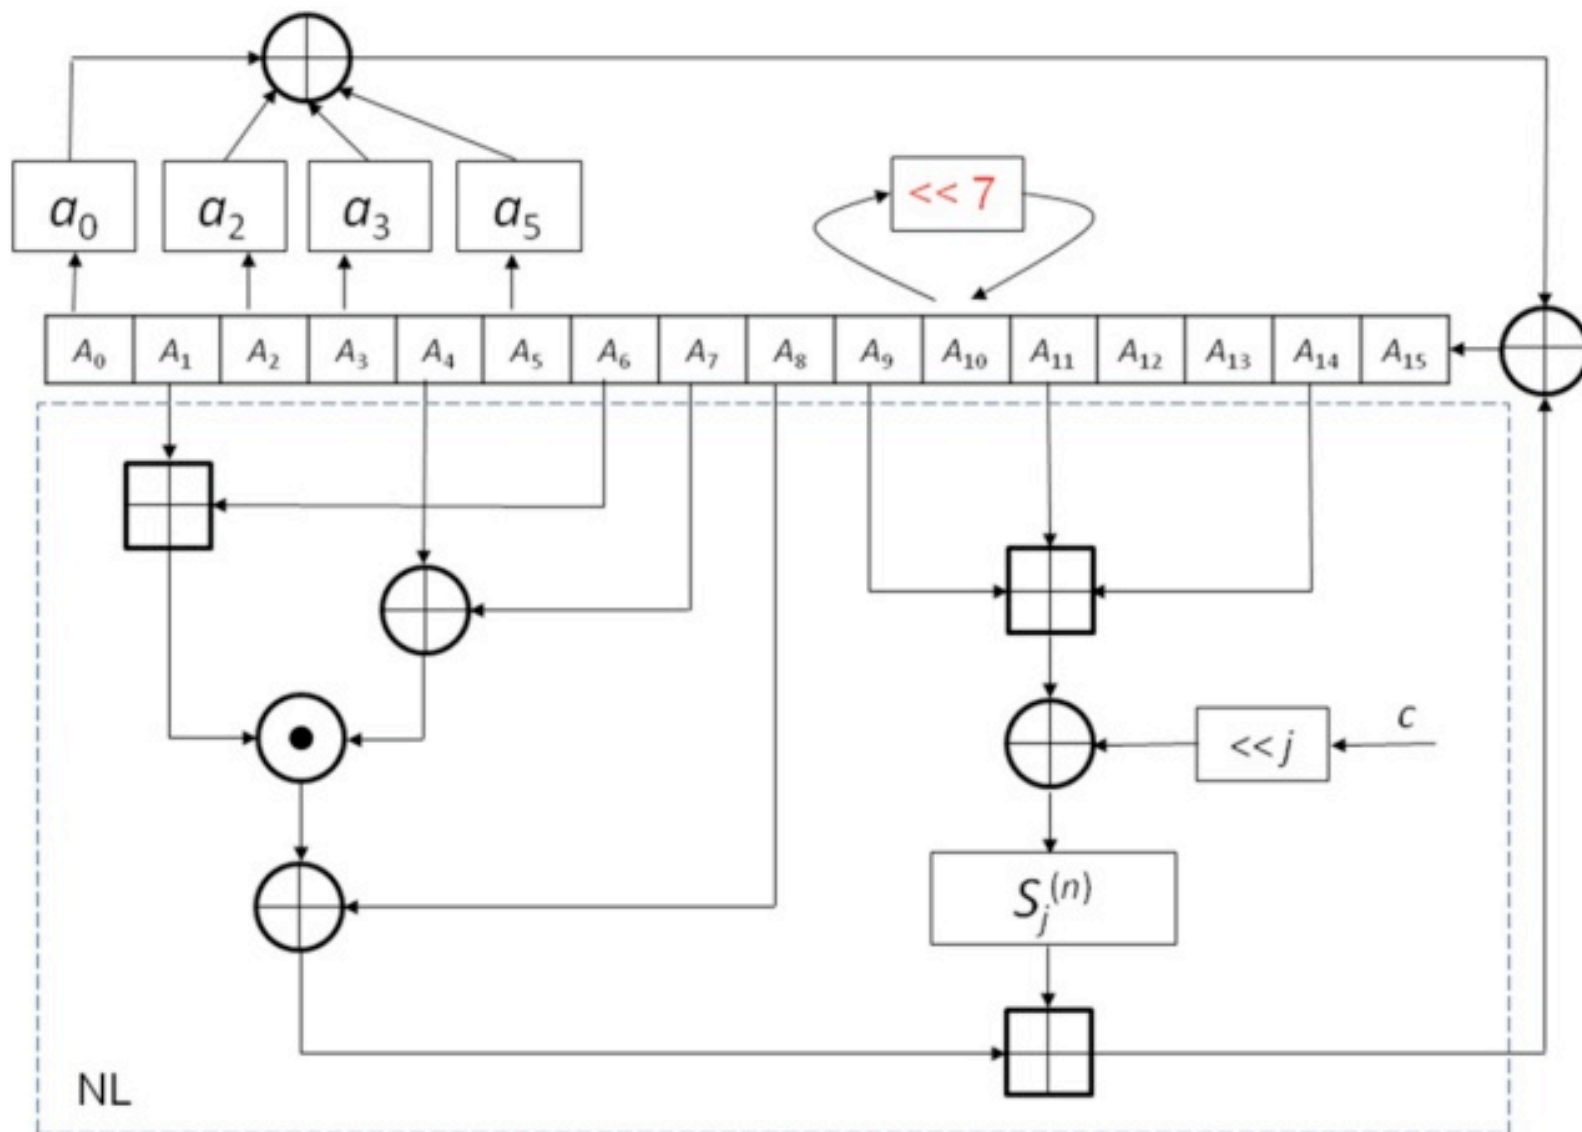 a₀ a₂ a₃ a₅
<< 7
A₀ A₁ A₂ A₃ A₄ A₅ A₆ A₇ A₈ A₉ A₁₀ A₁₁ A₁₂ A₁₃ A₁₄ A₁₅
<< j
c
Sⱼ⁽ⁿ⁾
NL